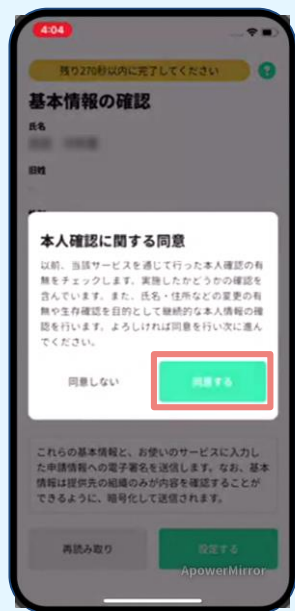 4:04
残り270秒以内に完了してください
?
基本情報の確認
氏名
旧姓
本人確認に関する同意
以前、当該サービスを通じて行った本人確認の有
無をチェックします。実施したかどうかの確認を
含んでいます。また、氏名・住所などの変更の有
無や生存確認を目的として継続的な本人情報の確
認を行います。よろしければ同意を行い次に進ん
でください。
同意しない
同意する
これらの基本情報と、お使いのサービスに入力し
た申請情報への電子署名を送信します。なお、基本
情報は提供先の組織のみが内容を確認することが
できるように、暗号化して送信されます。
再読み取り
設定する
ApowerMirror